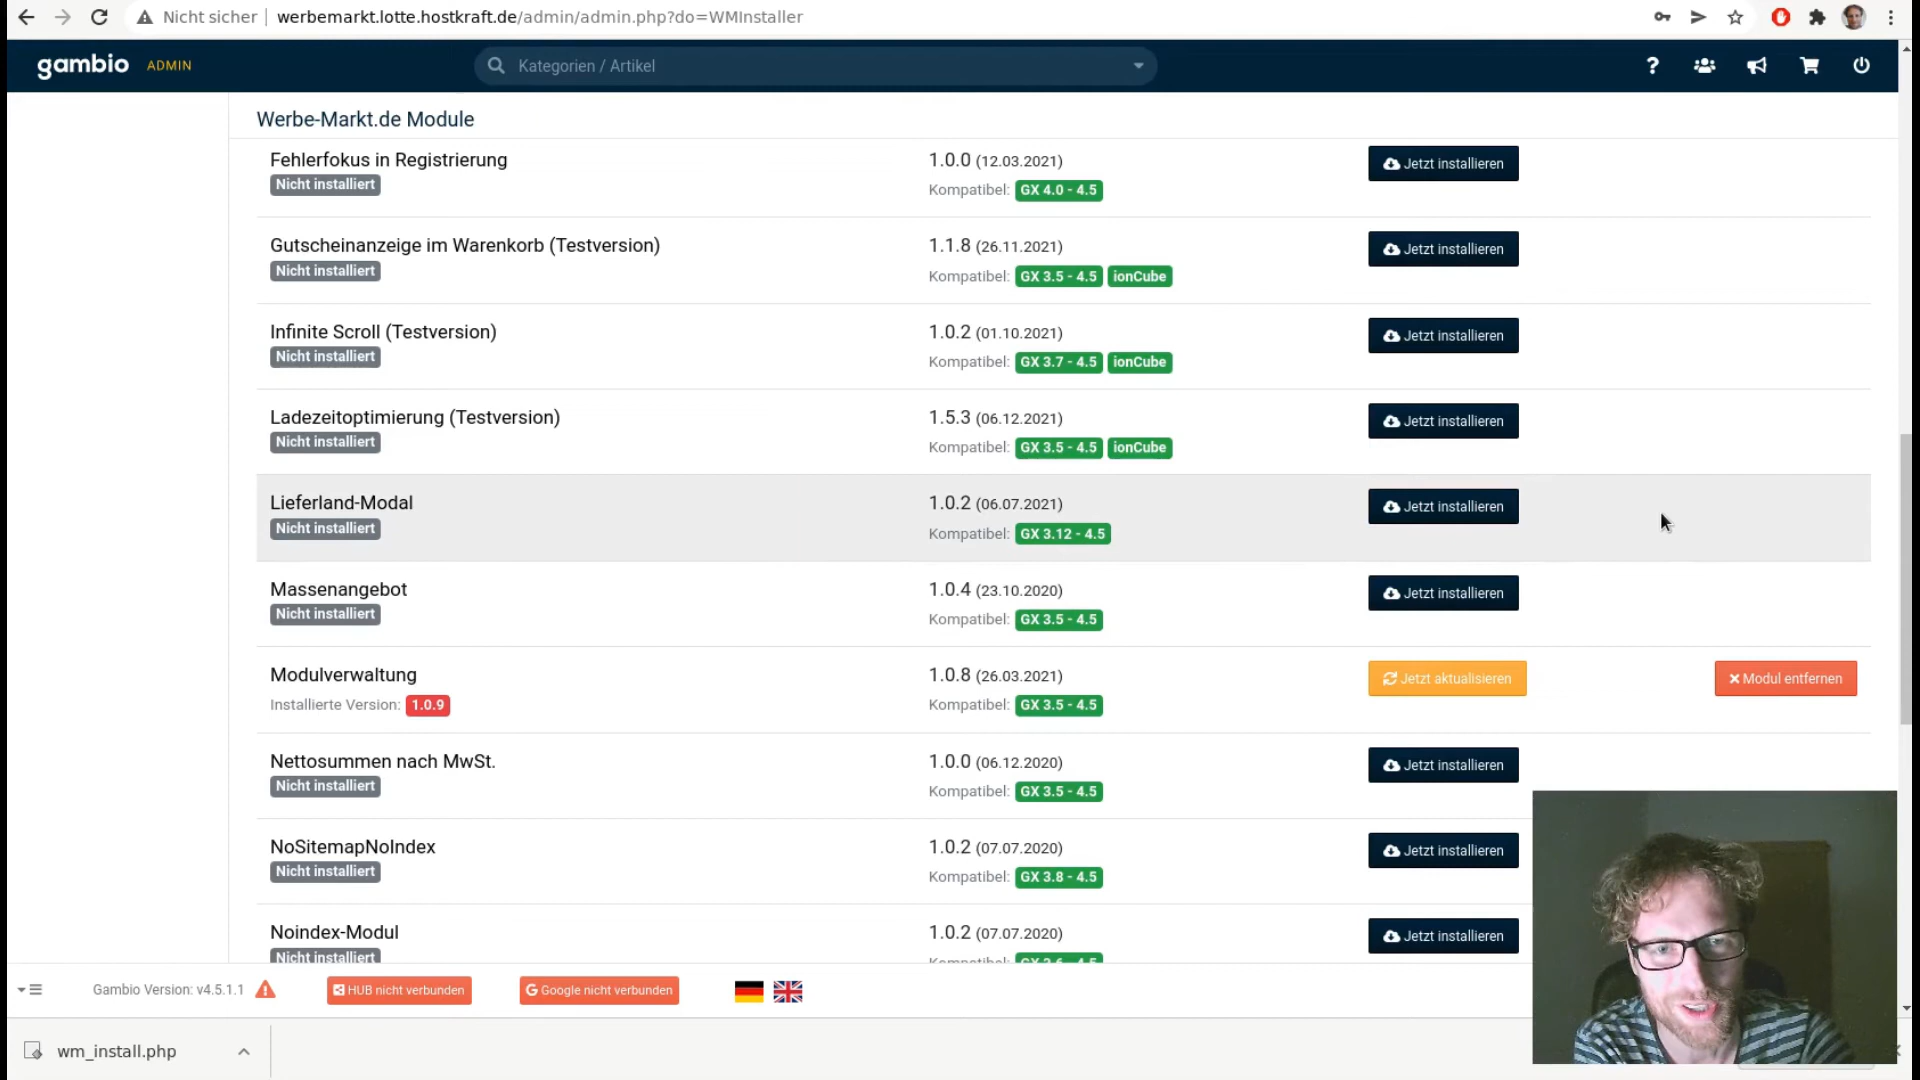 Nicht sicher
werbemarkt.lotte.hostkraft.de/admin/admin.php?do=WMInstaller
gambio ADMIN
Kategorien / Artikel
?
Werbe-Markt.de Module
Fehlerfokus in Registrierung
Nicht installiert
1.0.0 (12.03.2021)
Kompatibel: GX 4.0 - 4.5
Jetzt installieren
Gutscheinanzeige im Warenkorb (Testversion)
Nicht installiert
1.1.8 (26.11.2021)
Kompatibel: GX 3.5 - 4.5 ionCube
Jetzt installieren
Infinite Scroll (Testversion)
Nicht installiert
1.0.2 (01.10.2021)
Kompatibel: GX 3.7 - 4.5 ionCube
Jetzt installieren
Ladezeitoptimierung (Testversion)
Nicht installiert
1.5.3 (06.12.2021)
Kompatibel: GX 3.5 - 4.5 ionCube
Jetzt installieren
Lieferland-Modal
Nicht installiert
1.0.2 (06.07.2021)
Kompatibel: GX 3.12 - 4.5
Jetzt installieren
Massenangebot
Nicht installiert
1.0.4 (23.10.2020)
Kompatibel: GX 3.5 - 4.5
Jetzt installieren
Modulverwaltung
Installierte Version: 1.0.9
1.0.8 (26.03.2021)
Kompatibel: GX 3.5 - 4.5
Jetzt aktualisieren
Modul entfernen
Nettosummen nach MwSt.
Nicht installiert
1.0.0 (06.12.2020)
Kompatibel: GX 3.5 - 4.5
Jetzt installieren
NoSitemapNoIndex
Nicht installiert
1.0.2 (07.07.2020)
Kompatibel: GX 3.8 - 4.5
Jetzt installieren
Noindex-Modul
Nicht installiert
1.0.2 (07.07.2020)
Kompatibel: GX 3.6 - 4.5
Jetzt installieren
Gambio Version: v4.5.1.1
HUB nicht verbunden
Google nicht verbunden
wm_install.php